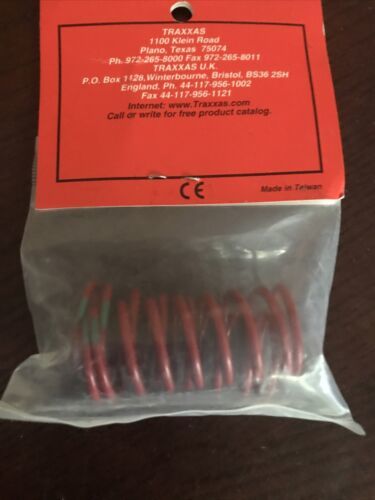 TRAXXAS
1100 Klein Road
Plano, Texas 75074
Ph. 972-265-8000 Fax 972-265-8011
TRAXXAS U.K.
P.O. Box 1128,Winterbourne, Bristol, BS36 2SH
England, Ph. 44-117-956-1002
Fax 44-117-956-1121
Internet: www.Traxxas.com
Call or write for free product catalog.
CE
Made in Taiwan